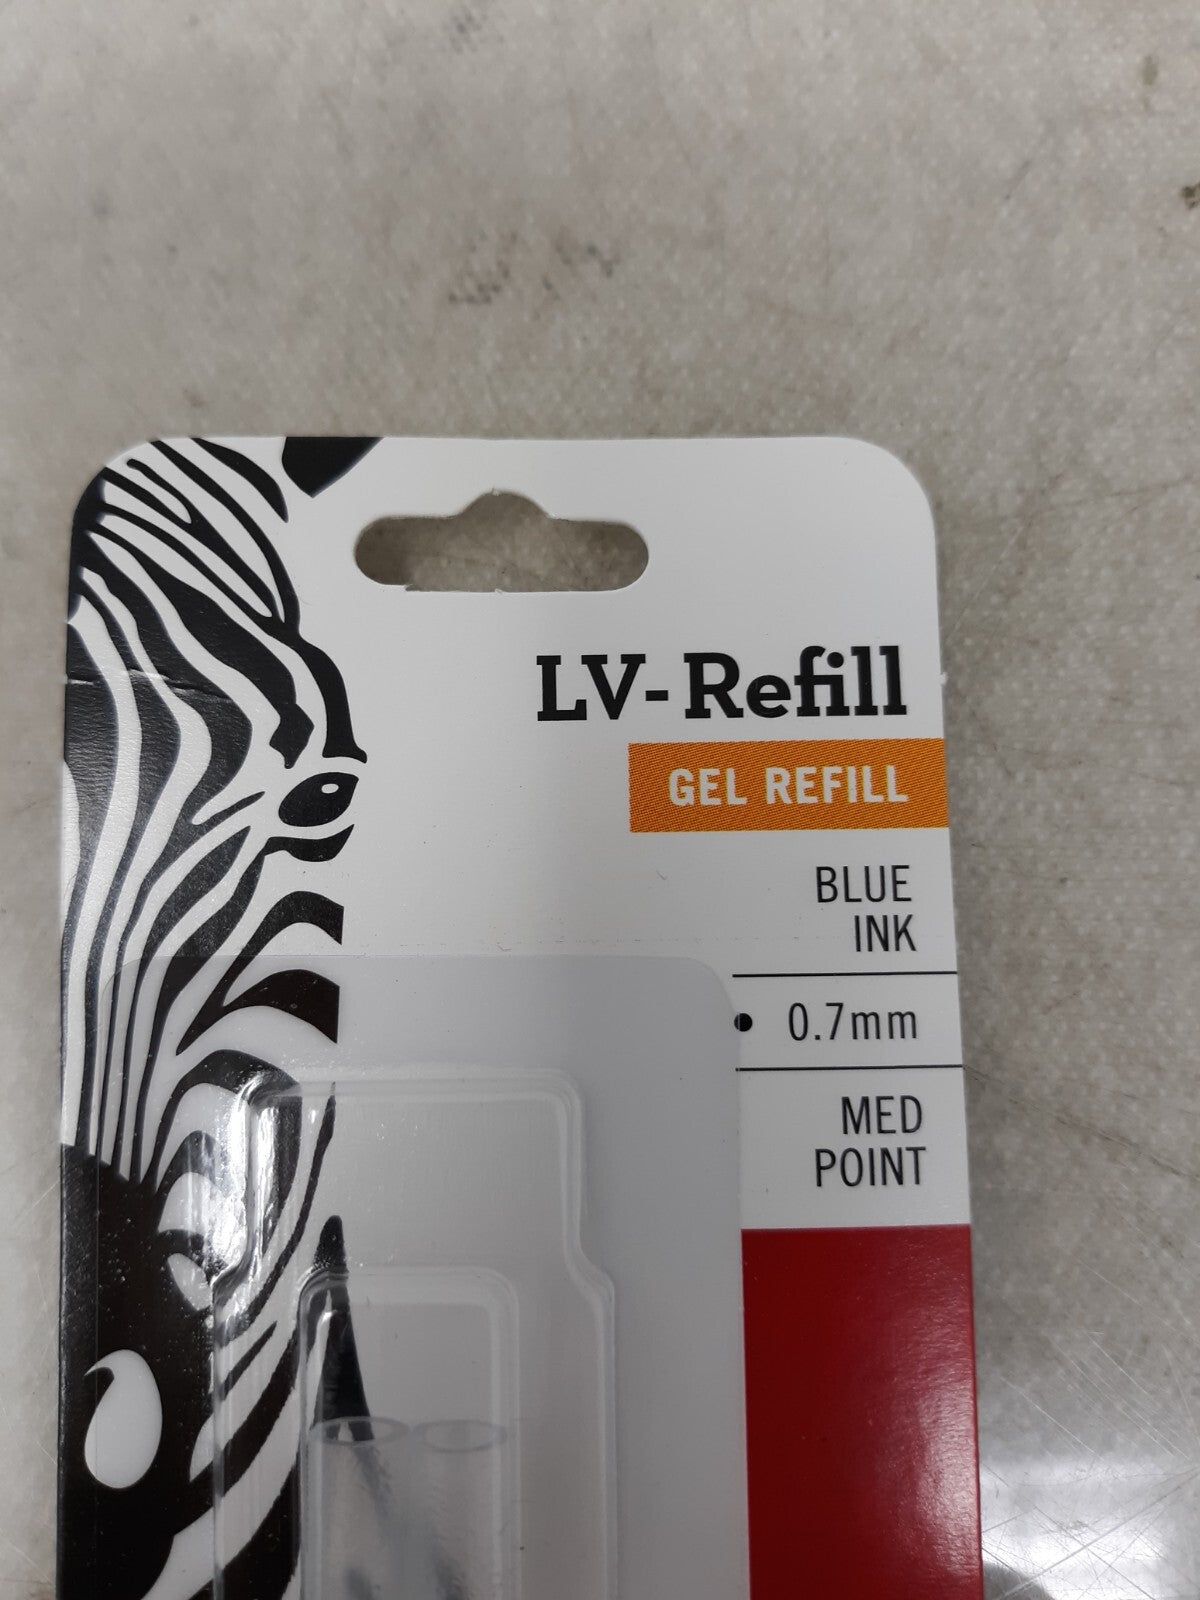 LV-Refill
GEL REFILL
BLUE
INK
0.7mm
MED
POINT